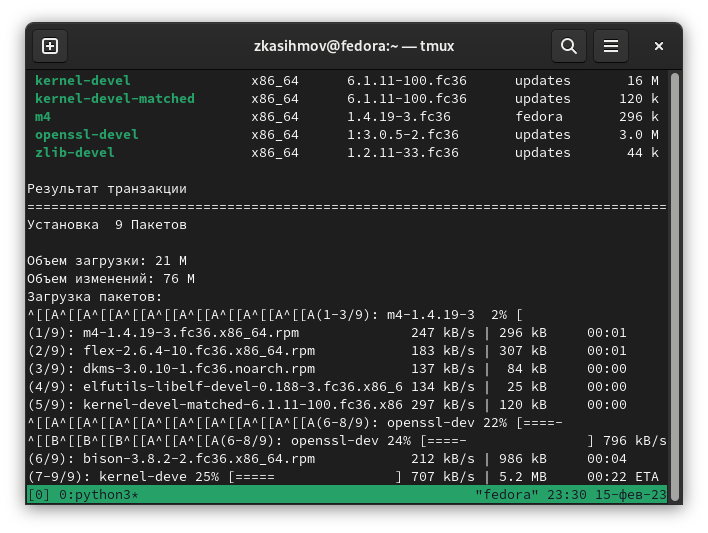 zkasihmov@fedora:~ — tmux
kernel-devel x86_64 6.1.11-100.fc36 updates 16 M
kernel-devel-matched x86_64 6.1.11-100.fc36 updates 120 k
m4 x86_64 1.4.19-3.fc36 fedora 296 k
openssl-devel x86_64 1:3.0.5-2.fc36 updates 3.0 M
zlib-devel x86_64 1.2.11-33.fc36 updates 44 k
Результат транзакции
================================================================================
Установка  9 Пакетов
Объем загрузки: 21 M
Объем изменений: 76 M
Загрузка пакетов:
^[[A^[[A^[[A^[[A^[[A^[[A^[[A^[[A^[[A(1-3/9): m4-1.4.19-3  2% [
(1/9): m4-1.4.19-3.fc36.x86_64.rpm 247 kB/s | 296 kB 00:01
(2/9): flex-2.6.4-10.fc36.x86_64.rpm 183 kB/s | 307 kB 00:01
(3/9): dkms-3.0.10-1.fc36.noarch.rpm 137 kB/s |  84 kB 00:00
(4/9): elfutils-libelf-devel-0.188-3.fc36.x86_6 134 kB/s |  25 kB 00:00
(5/9): kernel-devel-matched-6.1.11-100.fc36.x86 297 kB/s | 120 kB 00:00
^[[A^[[A^[[A^[[A^[[A^[[A^[[A(6-8/9): openssl-dev 22% [====-
^[[B^[[B^[[B^[[A^[[A^[[A(6-8/9): openssl-dev 24% [====-               ] 796 kB/s
(6/9): bison-3.8.2-2.fc36.x86_64.rpm 212 kB/s | 986 kB 00:04
(7-9/9): kernel-deve 25% [=====               ] 707 kB/s | 5.2 MB 00:22 ETA
[0] 0:python3* "fedora" 23:30 15-фев-23